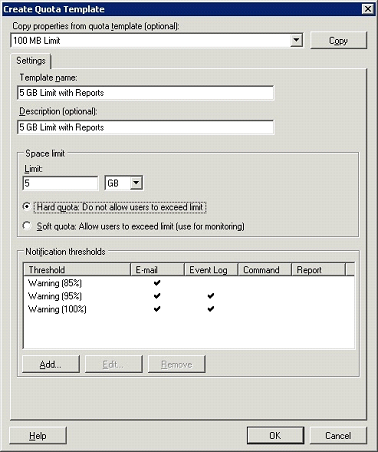 Create Quota Template
Copy properties from quota template (optional):
100 MB Limit
Copy
Settings
Template name:
5 GB Limit with Reports
Description (optional):
5 GB Limit with Reports
Space limit
Limit:
5 GB
Hard quota: Do not allow users to exceed limit
Soft quota: Allow users to exceed limit (use for monitoring)
Notification thresholds
Threshold E-mail Event Log Command Report
Warning (85%)
Warning (95%)
Warning (100%)
Add... Edit... Remove
Help OK Cancel